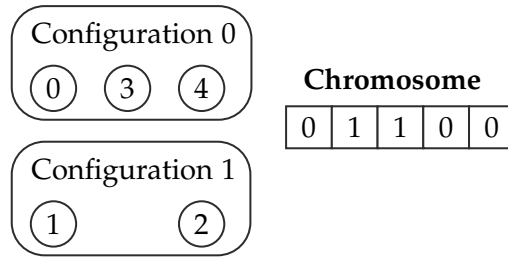 Configuration 0
0 3 4
Chromosome
0 1 1 0 0
Configuration 1
1 2